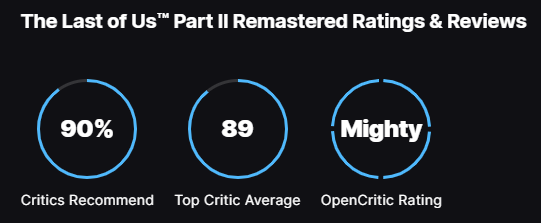 The Last of Us™ Part II Remastered Ratings & Reviews
90% 89 Mighty
Critics Recommend Top Critic Average OpenCritic Rating